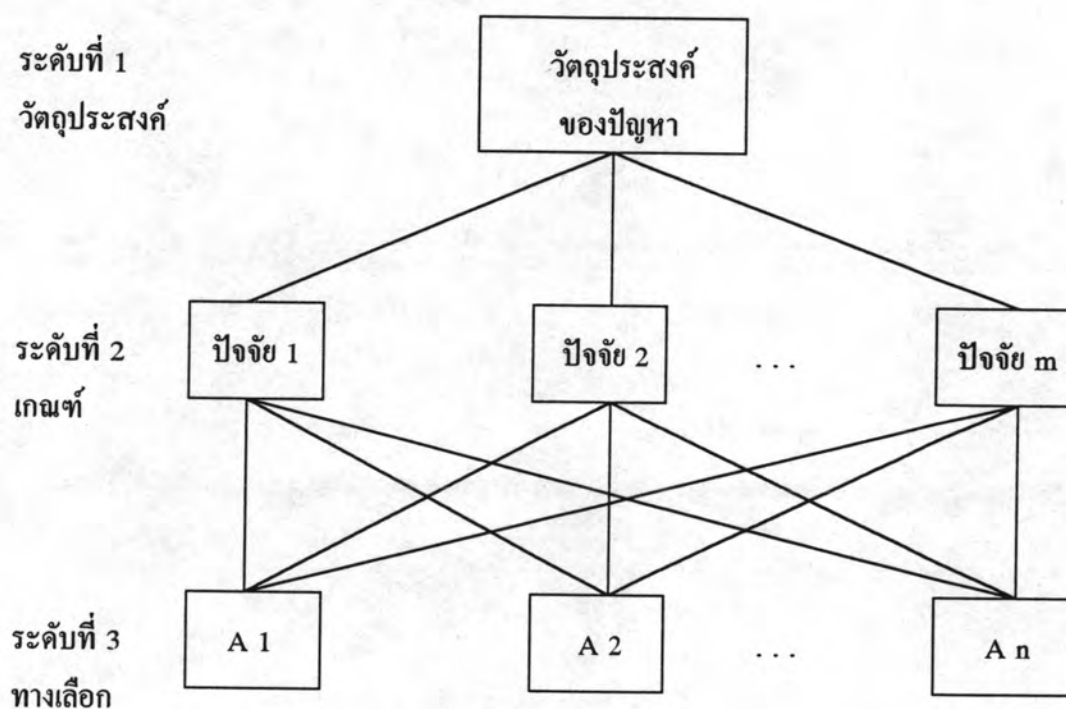 ระดับที่ 1
วัตถุประสงค์
วัตถุประสงค์
ของปัญหา
ระดับที่ 2
เกณฑ์
ปัจจัย 1
ปัจจัย 2
. . .
ปัจจัย m
ระดับที่ 3
ทางเลือก
A 1
A 2
. . .
A n